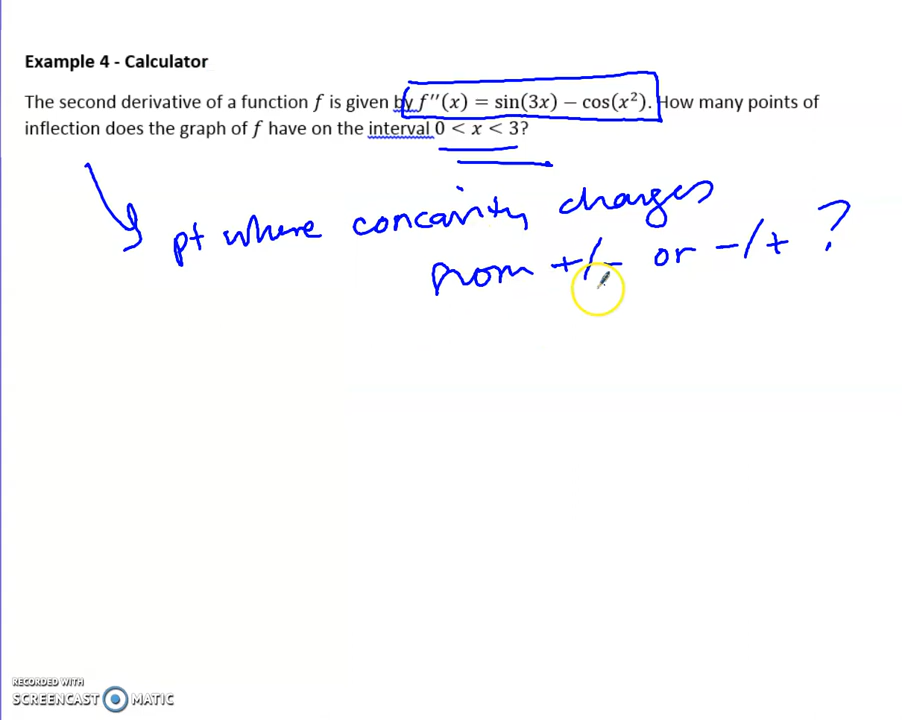 Example 4 - Calculator
The second derivative of a function f is given by f''(x) = sin(3x) − cos(x²). How many points of
inflection does the graph of f have on the interval 0 < x < 3?
pt where concavity changes
from +/- or -/+ ?
RECORDED WITH
SCREENCAST MATIC